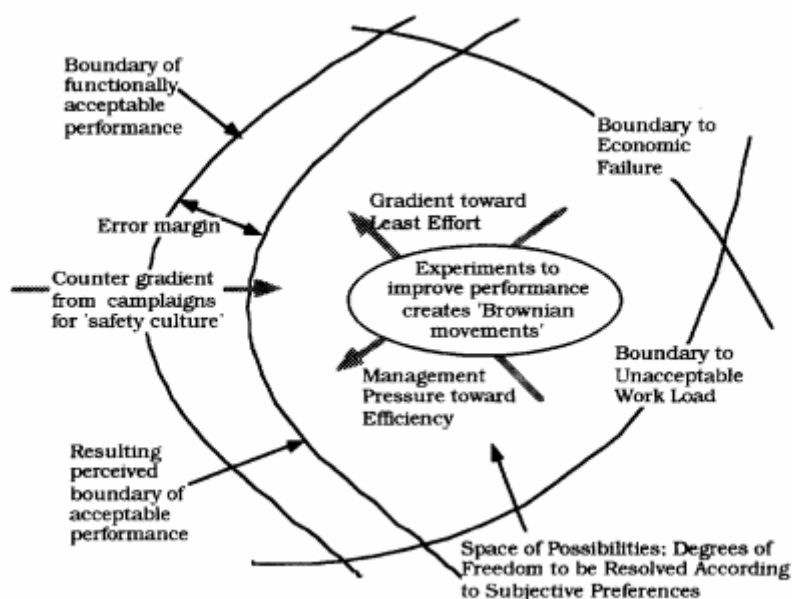 Boundary of
functionally
acceptable
performance
Boundary to
Economic
Failure
Gradient toward
Least Effort
Error margin
Counter gradient
from camplaigns
for 'safety culture'
Experiments to
improve performance
creates 'Brownian
movements'
Management
Pressure toward
Efficiency
Boundary to
Unacceptable
Work Load
Resulting
perceived
boundary of
acceptable
performance
Space of Possibilities: Degrees of
Freedom to be Resolved According
to Subjective Preferences